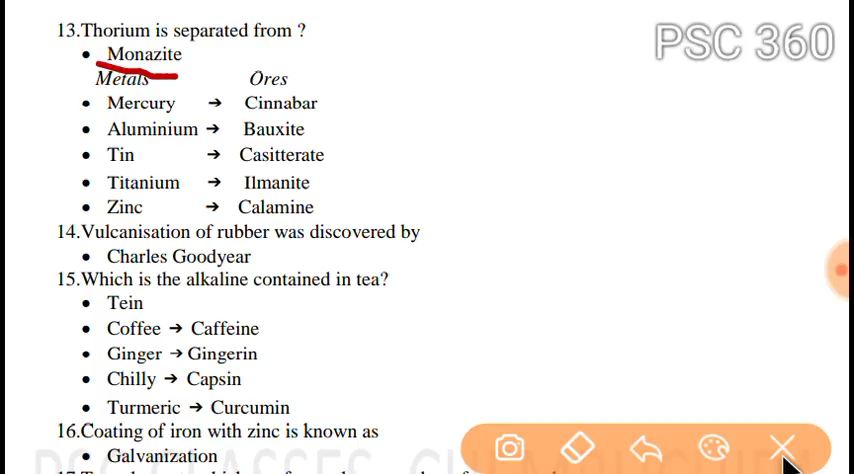 PSC 360
13.Thorium is separated from ?
• Monazite
Metals Ores
• Mercury → Cinnabar
• Aluminium → Bauxite
• Tin → Casitterate
• Titanium → Ilmanite
• Zinc → Calamine
14.Vulcanisation of rubber was discovered by
• Charles Goodyear
15.Which is the alkaline contained in tea?
• Tein
• Coffee → Caffeine
• Ginger → Gingerin
• Chilly → Capsin
• Turmeric → Curcumin
16.Coating of iron with zinc is known as
• Galvanization